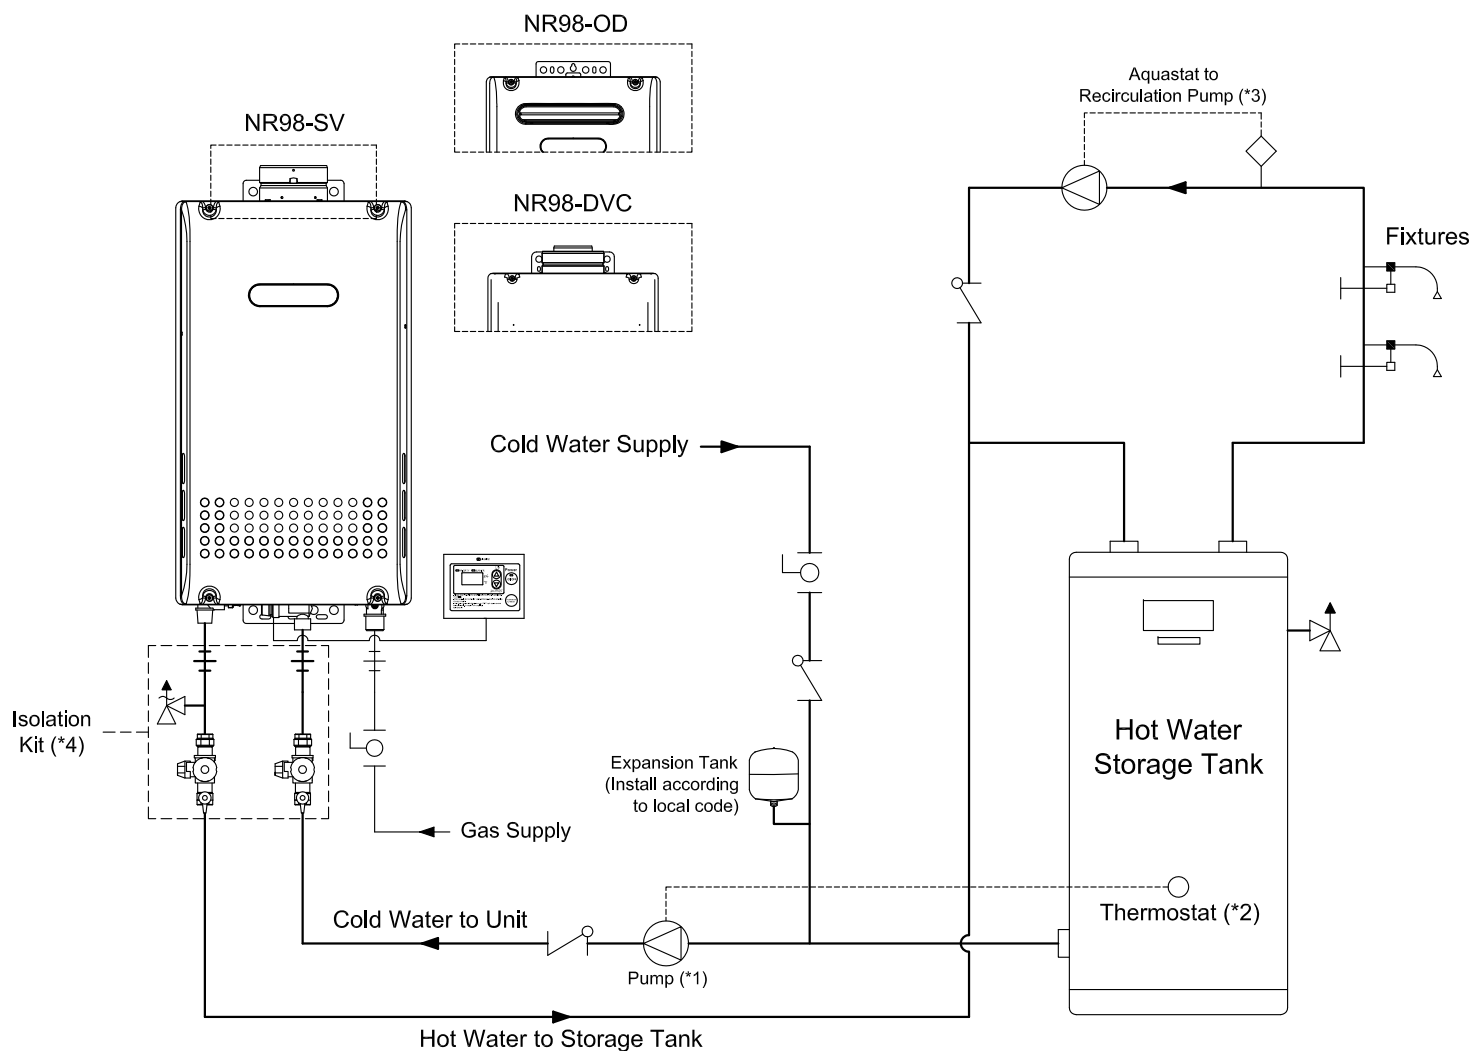 NR98-OD
NR98-SV
NR98-DVC
Aquastat to
Recirculation Pump (*3)
Fixtures
Cold Water Supply
Isolation
Kit (*4)
Gas Supply
Expansion Tank
(Install according
to local code)
Hot Water
Storage Tank
Thermostat (*2)
Cold Water to Unit
Pump (*1)
Hot Water to Storage Tank